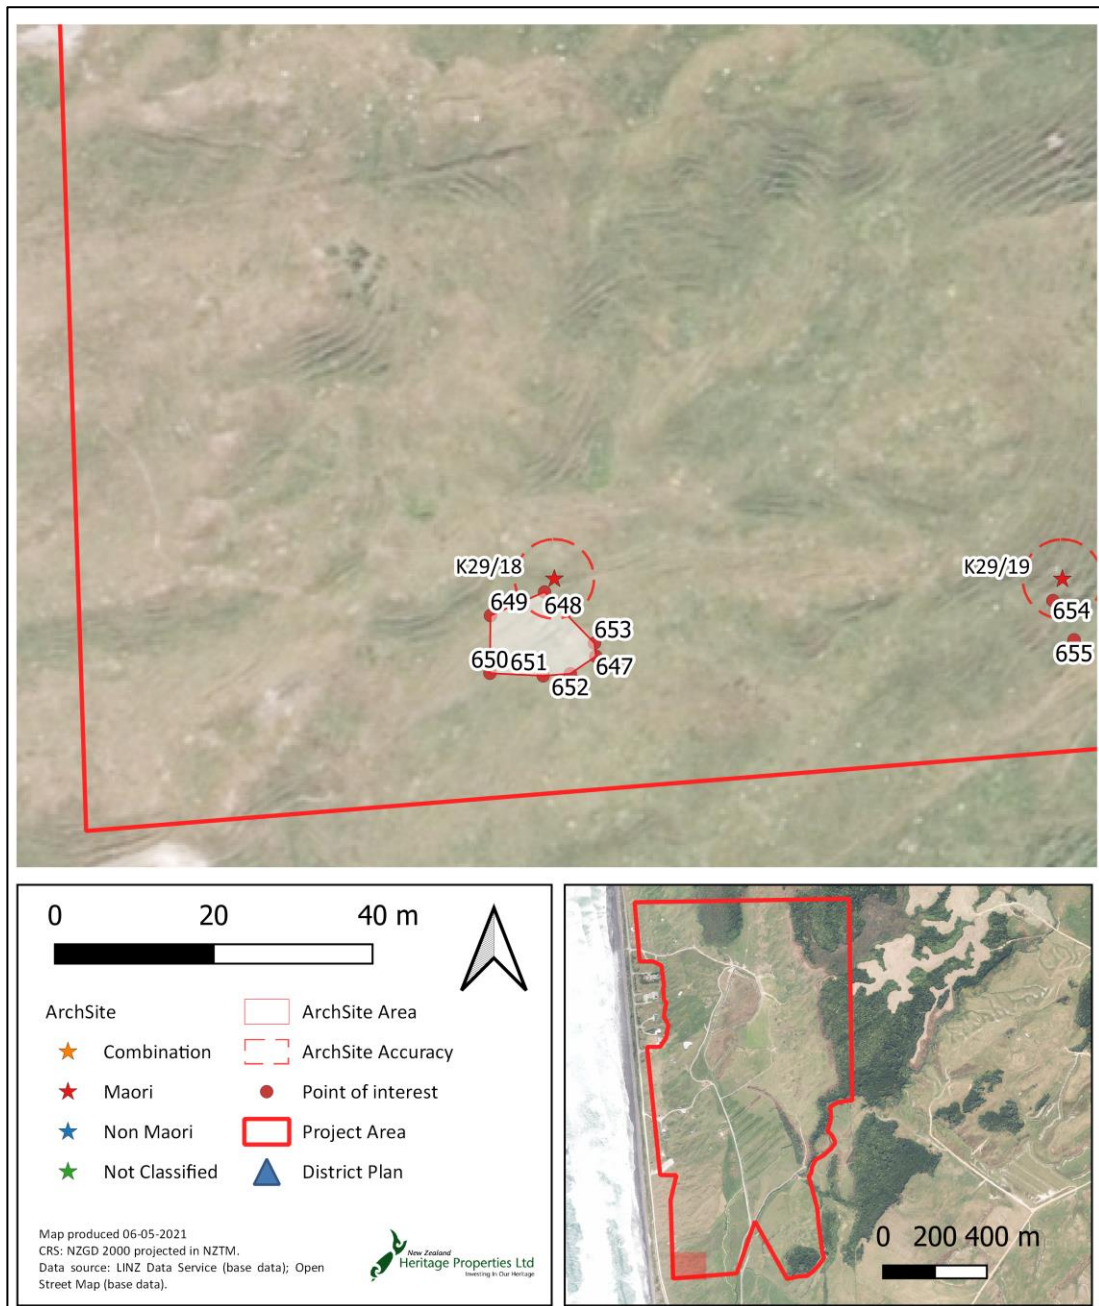 K29/18
K29/19
649
648
654
653
655
650
651
647
652
0 20 40 m
ArchSite
Combination
Maori
Non Maori
Not Classified
ArchSite Area
ArchSite Accuracy
Point of interest
Project Area
District Plan
Map produced 06-05-2021
CRS: NZGD 2000 projected in NZTM.
Data source: LINZ Data Service (base data); Open
Street Map (base data).
New Zealand
Heritage Properties Ltd
Investing In Our Heritage
0 200 400 m